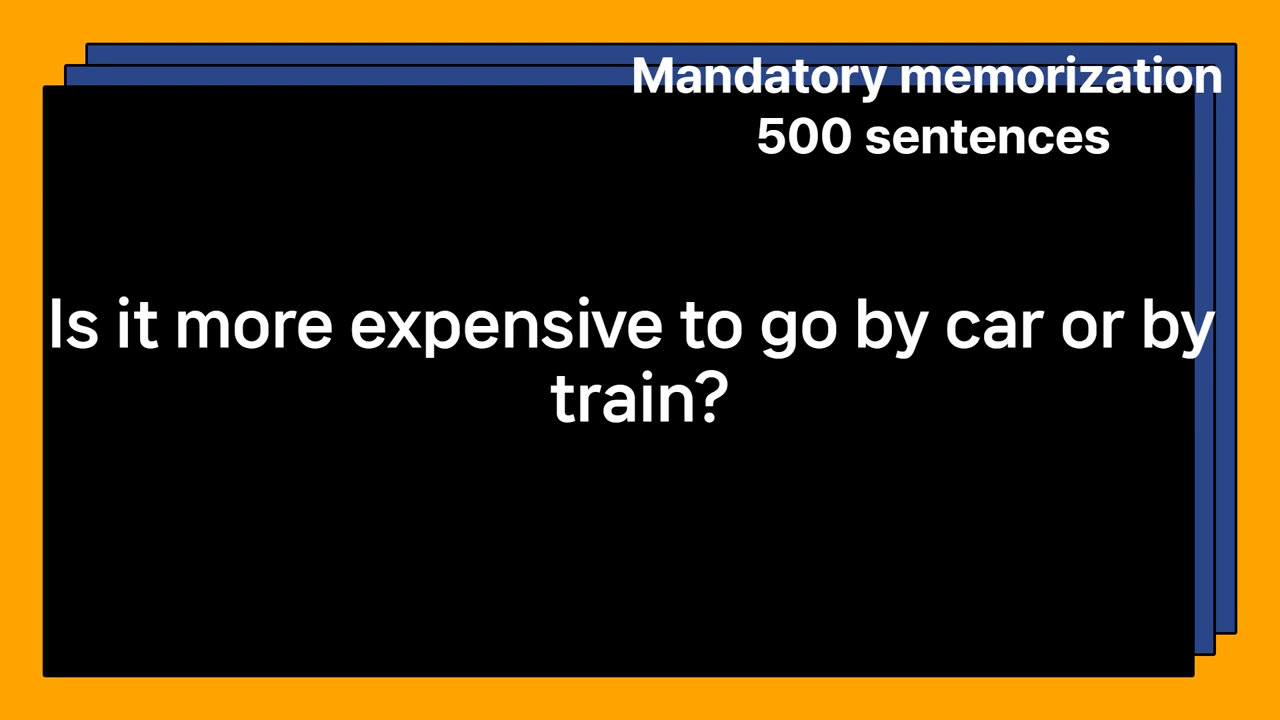 Mandatory memorization
500 sentences
Is it more expensive to go by car or by
train?